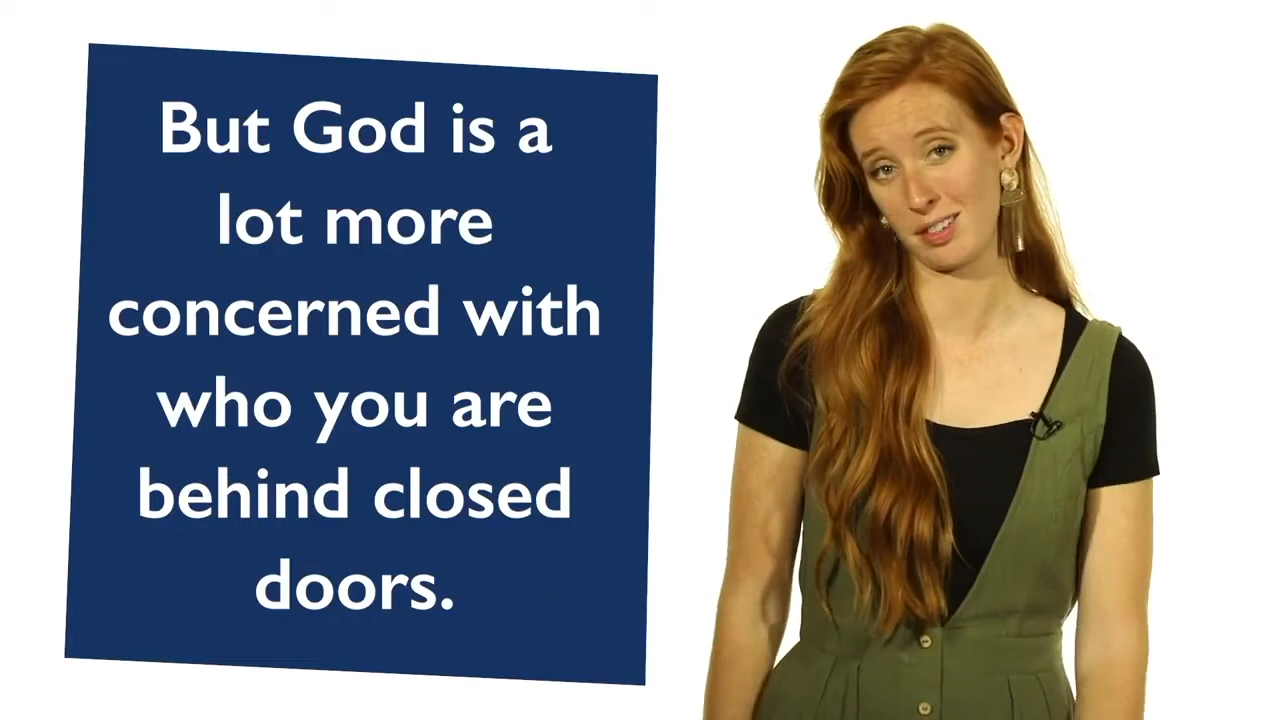 But God is a
lot more
concerned with
who you are
behind closed
doors.